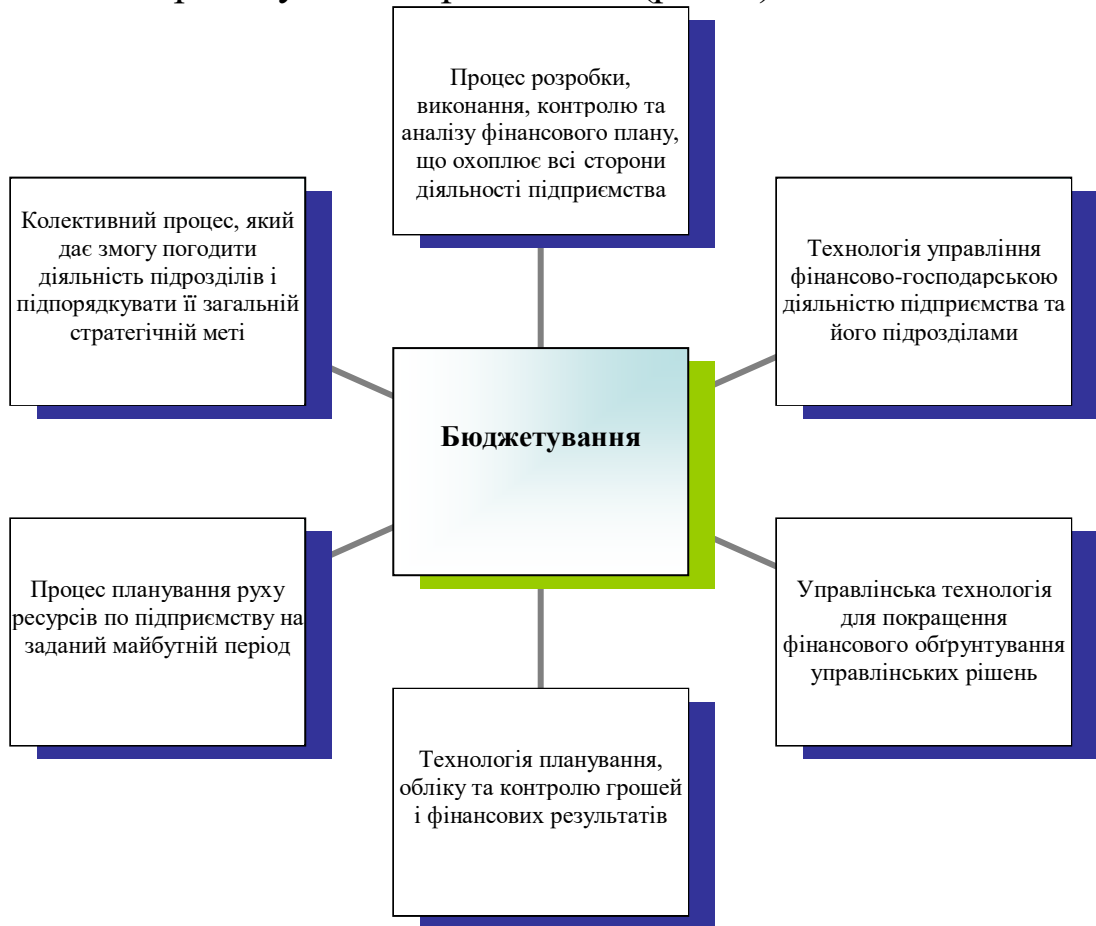 Процес розробки,
виконання, контролю та
аналізу фінансового плану,
що охоплює всі сторони
діяльності підприємства
Колективний процес, який
дає змогу погодити
діяльність підрозділів і
підпорядкувати її загальній
стратегічній меті
Технологія управління
фінансово-господарською
діяльністю підприємства та
його підрозділами
Бюджетування
Процес планування руху
ресурсів по підприємству на
заданий майбутній період
Управлінська технологія
для покращення
фінансового обґрунтування
управлінських рішень
Технологія планування,
обліку та контролю грошей
і фінансових результатів